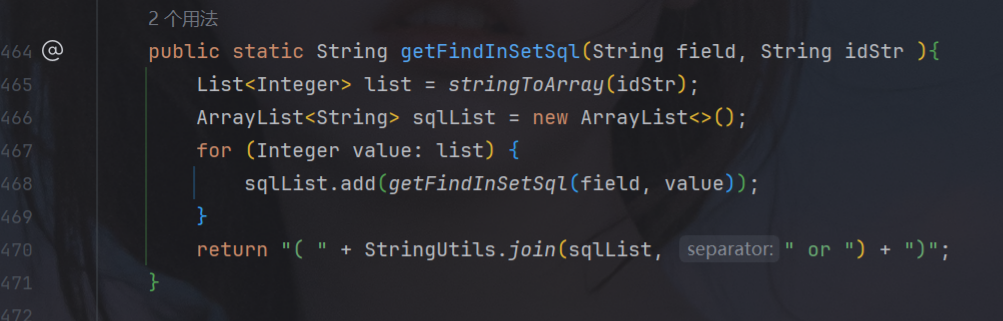 2 个用法
464 @ public static String getFindInSetSql(String field, String idStr ){
465 List<Integer> list = stringToArray(idStr);
466 ArrayList<String> sqlList = new ArrayList<>();
467 for (Integer value: list) {
468 sqlList.add(getFindInSetSql(field, value));
469 }
470 return "( " + StringUtils.join(sqlList, separator: " or ") + ")";
471 }
472